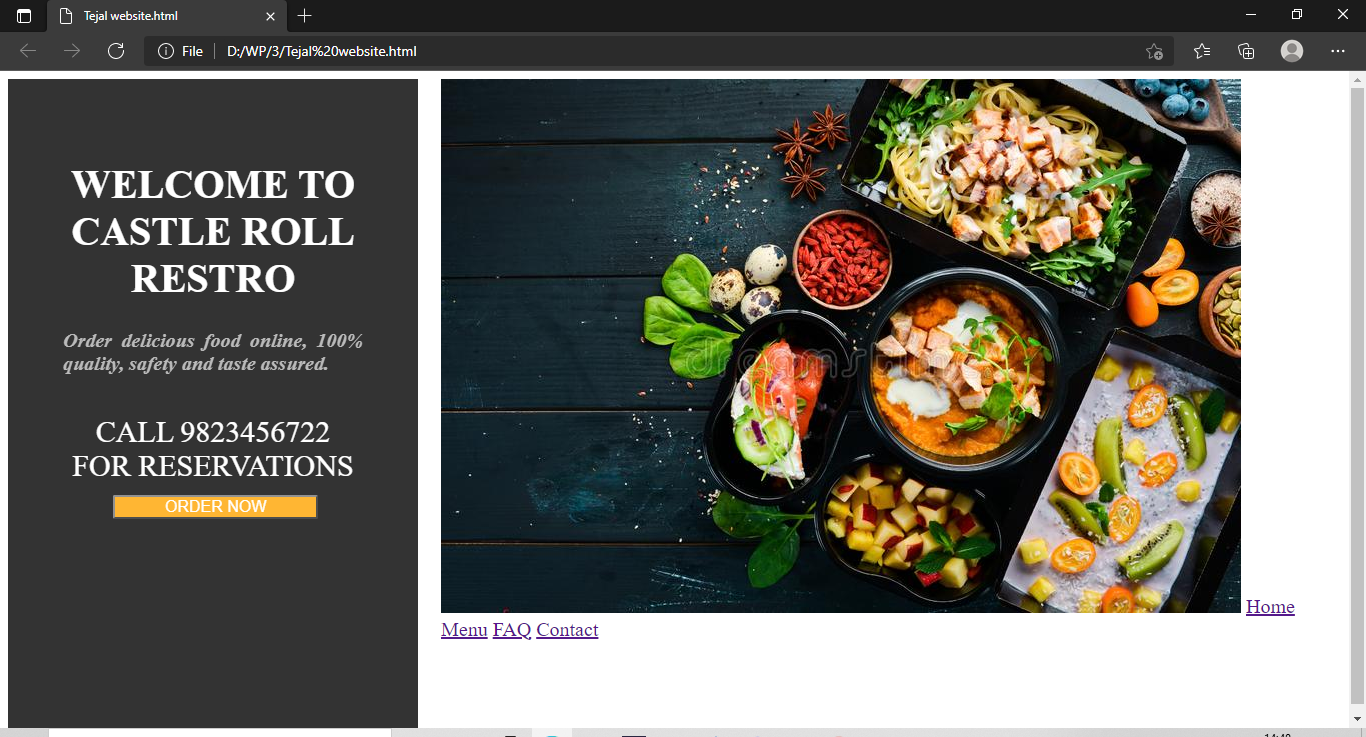 Tejal website.html
File
D:/WP/3/Tejal%20website.html
WELCOME TO
CASTLE ROLL
RESTRO
Order delicious food online, 100%
quality, safety and taste assured.
CALL 9823456722
FOR RESERVATIONS
ORDER NOW
Home
Menu FAQ Contact